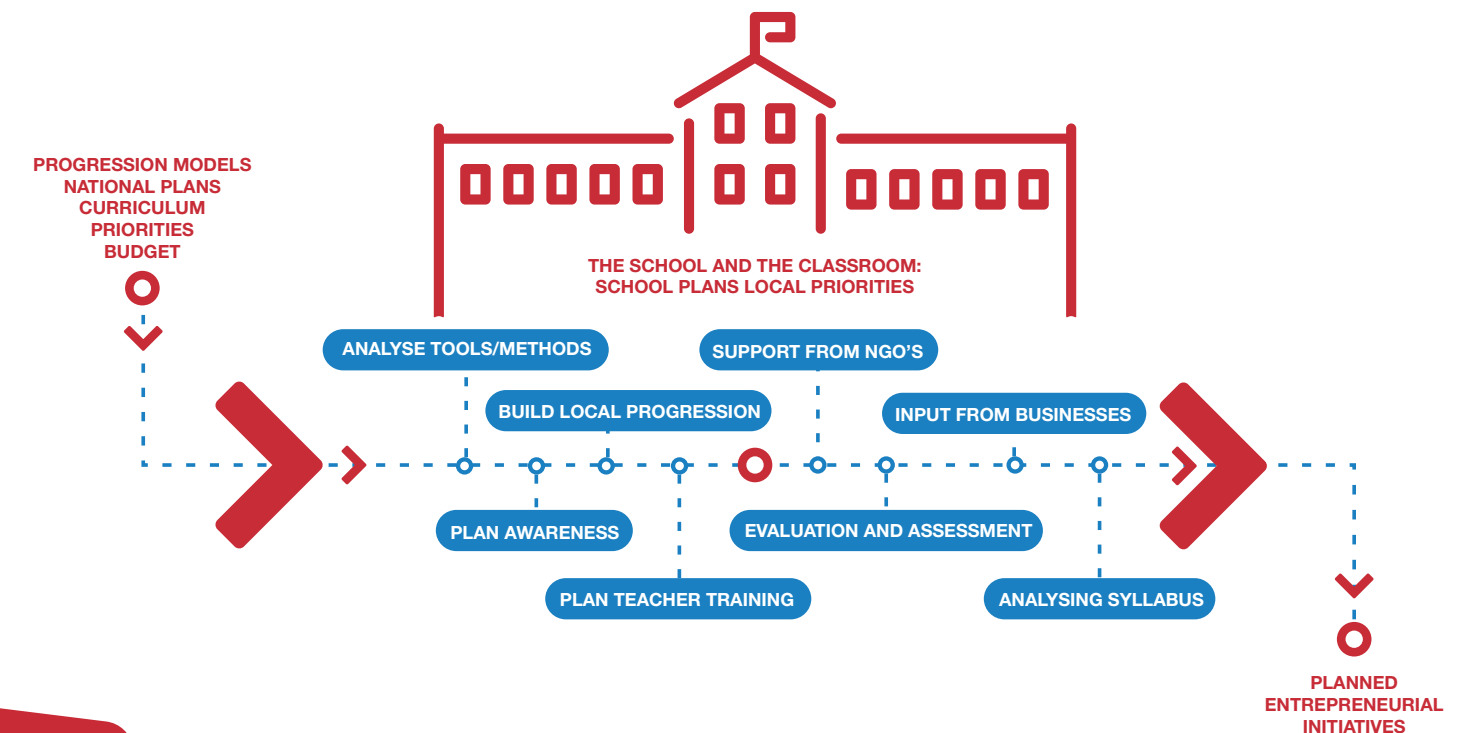 PROGRESSION MODELS
NATIONAL PLANS
CURRICULUM
PRIORITIES
BUDGET
THE SCHOOL AND THE CLASSROOM:
SCHOOL PLANS LOCAL PRIORITIES
ANALYSE TOOLS/METHODS
SUPPORT FROM NGO'S
BUILD LOCAL PROGRESSION
INPUT FROM BUSINESSES
PLAN AWARENESS
EVALUATION AND ASSESSMENT
PLAN TEACHER TRAINING
ANALYSING SYLLABUS
PLANNED
ENTREPRENEURIAL
INITIATIVES